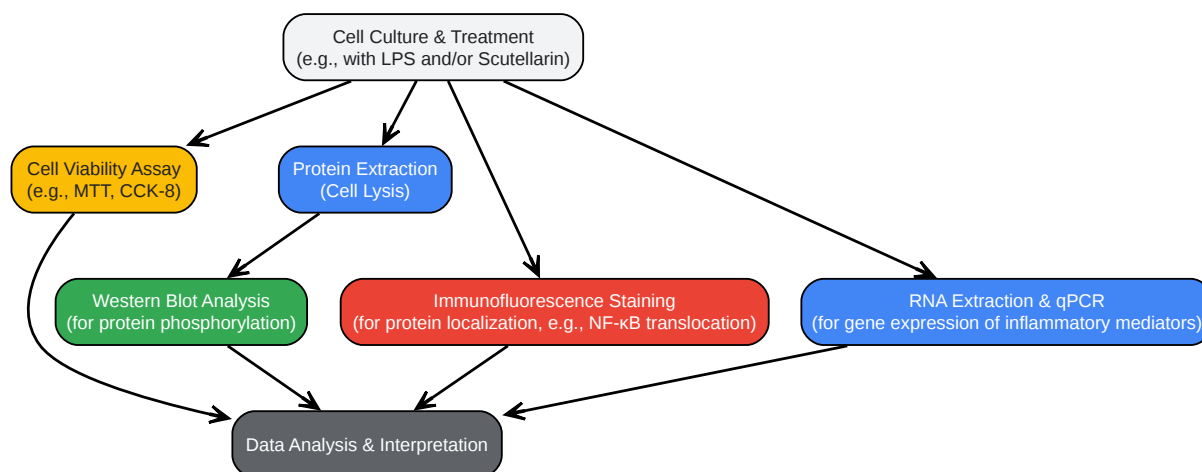 Cell Culture & Treatment
(e.g., with LPS and/or Scutellarin)
Cell Viability Assay
(e.g., MTT, CCK-8)
Protein Extraction
(Cell Lysis)
Western Blot Analysis
(for protein phosphorylation)
Immunofluorescence Staining
(for protein localization, e.g., NF-κB translocation)
RNA Extraction & qPCR
(for gene expression of inflammatory mediators)
Data Analysis & Interpretation